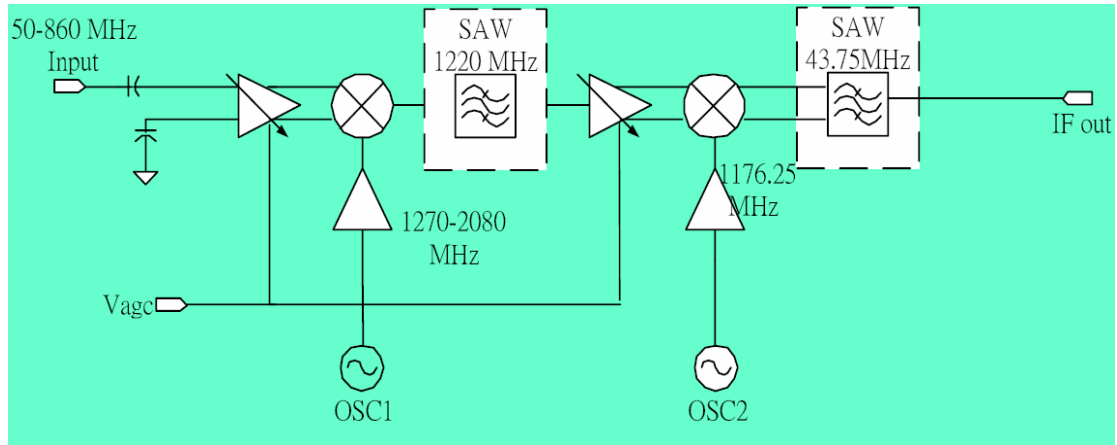 50-860 MHz
Input
SAW
1220 MHz
SAW
43.75MHz
IF out
1270-2080
MHz
1176.25
MHz
Vagc
OSC1
OSC2